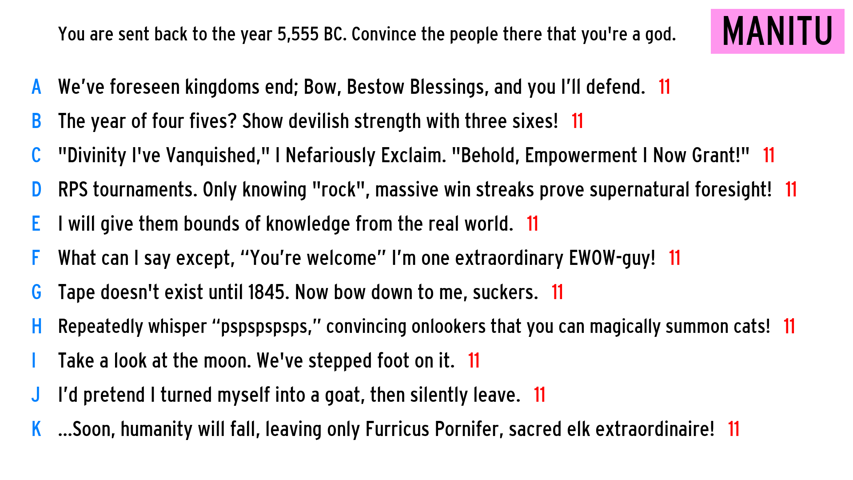 You are sent back to the year 5,555 BC. Convince the people there that you're a god.
MANITU
A We’ve foreseen kingdoms end; Bow, Bestow Blessings, and you I’ll defend. 11
B The year of four fives? Show devilish strength with three sixes! 11
C "Divinity I've Vanquished," I Nefariously Exclaim. "Behold, Empowerment I Now Grant!" 11
D RPS tournaments. Only knowing "rock", massive win streaks prove supernatural foresight! 11
E I will give them bounds of knowledge from the real world. 11
F What can I say except, “You’re welcome” I’m one extraordinary EWOW-guy! 11
G Tape doesn't exist until 1845. Now bow down to me, suckers. 11
H Repeatedly whisper “pspspspsps,” convincing onlookers that you can magically summon cats! 11
I Take a look at the moon. We've stepped foot on it. 11
J I’d pretend I turned myself into a goat, then silently leave. 11
K ...Soon, humanity will fall, leaving only Furricus Pornifer, sacred elk extraordinaire! 11